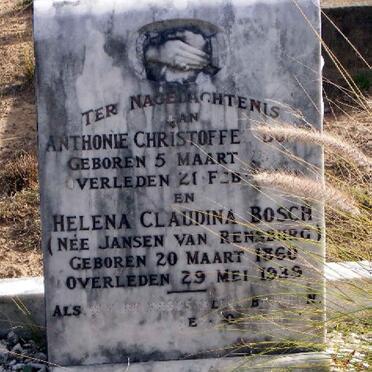 TER NAGEDACHTENIS
VAN
ANTHONIE CHRISTOFFE
GEBOREN 5 MAART
OVERLEDEN 21 FEB
EN
HELENA CLAUDINA BOSCH
(NÉE JANSEN VAN RENSBURG)
GEBOREN 20 MAART 1860
OVERLEDEN 29 MEI 1939
ALS